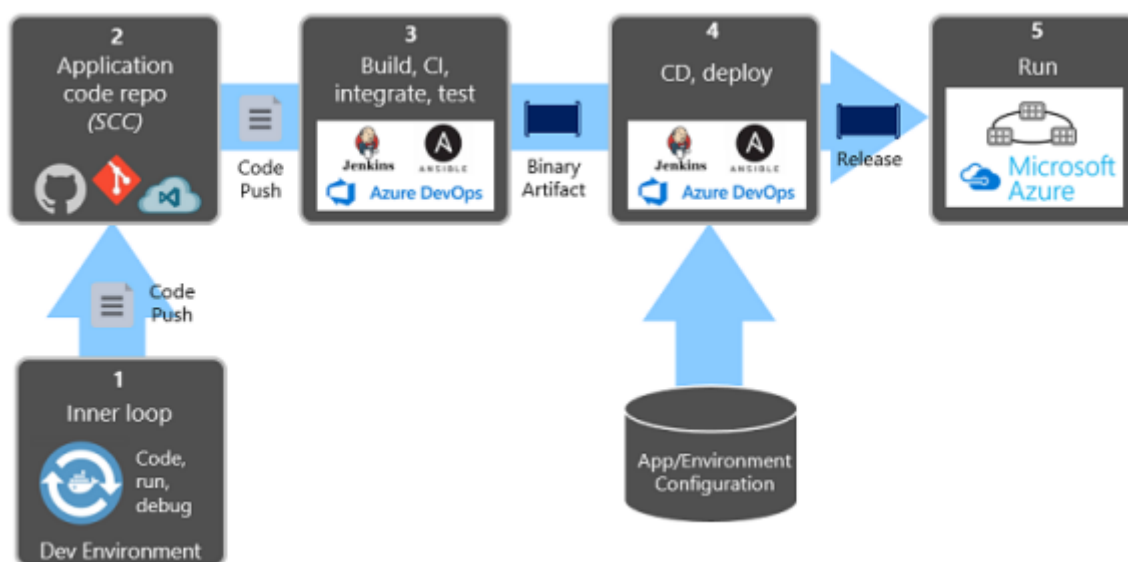 2
Application
code repo
(SCC)
Code
Push
3
Build, CI,
integrate, test
Jenkins
ANSIBLE
Azure DevOps
Binary
Artifact
4
CD, deploy
Jenkins
ANSIBLE
Azure DevOps
Release
5
Run
Microsoft
Azure
Code
Push
1
Inner loop
Code,
run,
debug
Dev Environment
App/Environment
Configuration